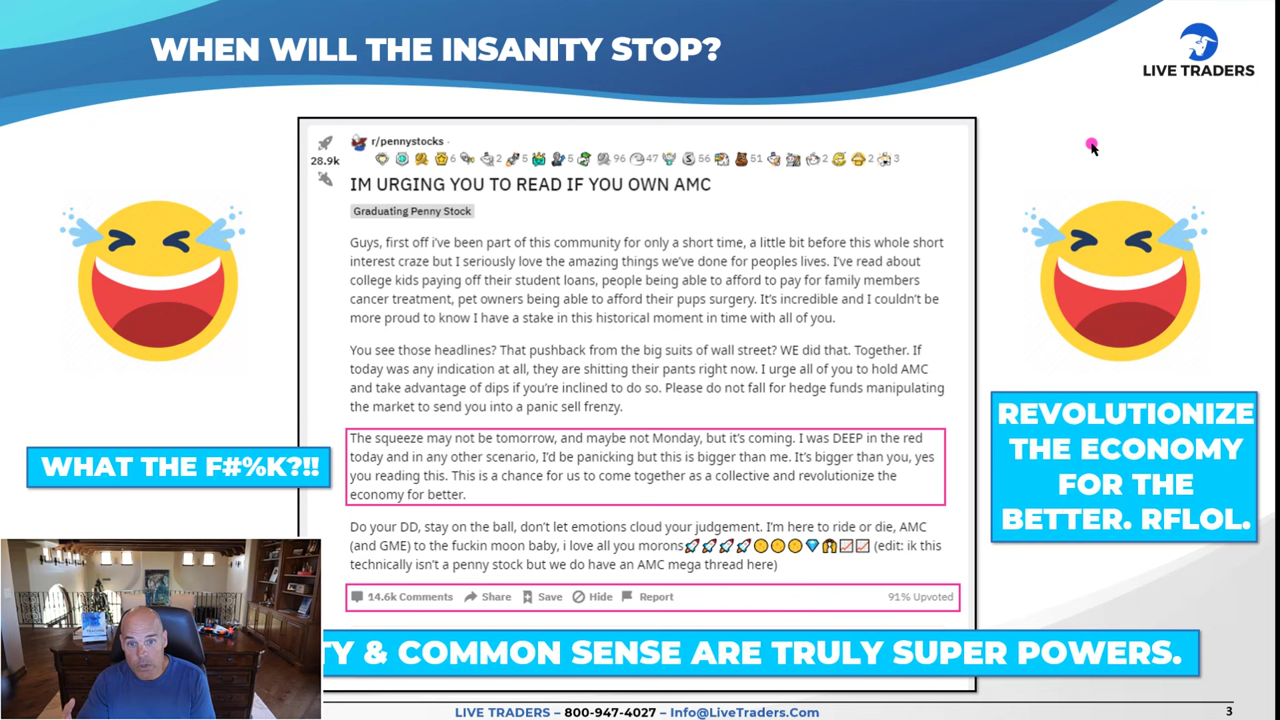 WHEN WILL THE INSANITY STOP?
LIVE TRADERS
r/pennystocks ·
28.9k
6 2 5 5 96 47 56 51 2 2 3
IM URGING YOU TO READ IF YOU OWN AMC
Graduating Penny Stock
Guys, first off i've been part of this community for only a short time, a little bit before this whole short
interest craze but I seriously love the amazing things we've done for peoples lives. I've read about
college kids paying off their student loans, people being able to afford to pay for family members
cancer treatment, pet owners being able to afford their pups surgery. It's incredible and I couldn't be
more proud to know I have a stake in this historical moment in time with all of you.
You see those headlines? That pushback from the big suits of wall street? WE did that. Together. If
today was any indication at all, they are shitting their pants right now. I urge all of you to hold AMC
and take advantage of dips if you're inclined to do so. Please do not fall for hedge funds manipulating
the market to send you into a panic sell frenzy.
The squeeze may not be tomorrow, and maybe not Monday, but it's coming. I was DEEP in the red
today and in any other scenario, I'd be panicking but this is bigger than me. It's bigger than you, yes
you reading this. This is a chance for us to come together as a collective and revolutionize the
economy for better.
Do your DD, stay on the ball, don't let emotions cloud your judgement. I'm here to ride or die, AMC
(and GME) to the fuckin moon baby, i love all you morons🚀🚀🚀🚀🪙🪙🪙💎🙌📈📈 (edit: ik this
technically isn't a penny stock but we do have an AMC mega thread here)
14.6k Comments Share Save Hide Report 91% Upvoted
WHAT THE F#%K?!!
REVOLUTIONIZE
THE ECONOMY
FOR THE
BETTER. RFLOL.
TY & COMMON SENSE ARE TRULY SUPER POWERS.
LIVE TRADERS – 800-947-4027 – Info@LiveTraders.Com
3